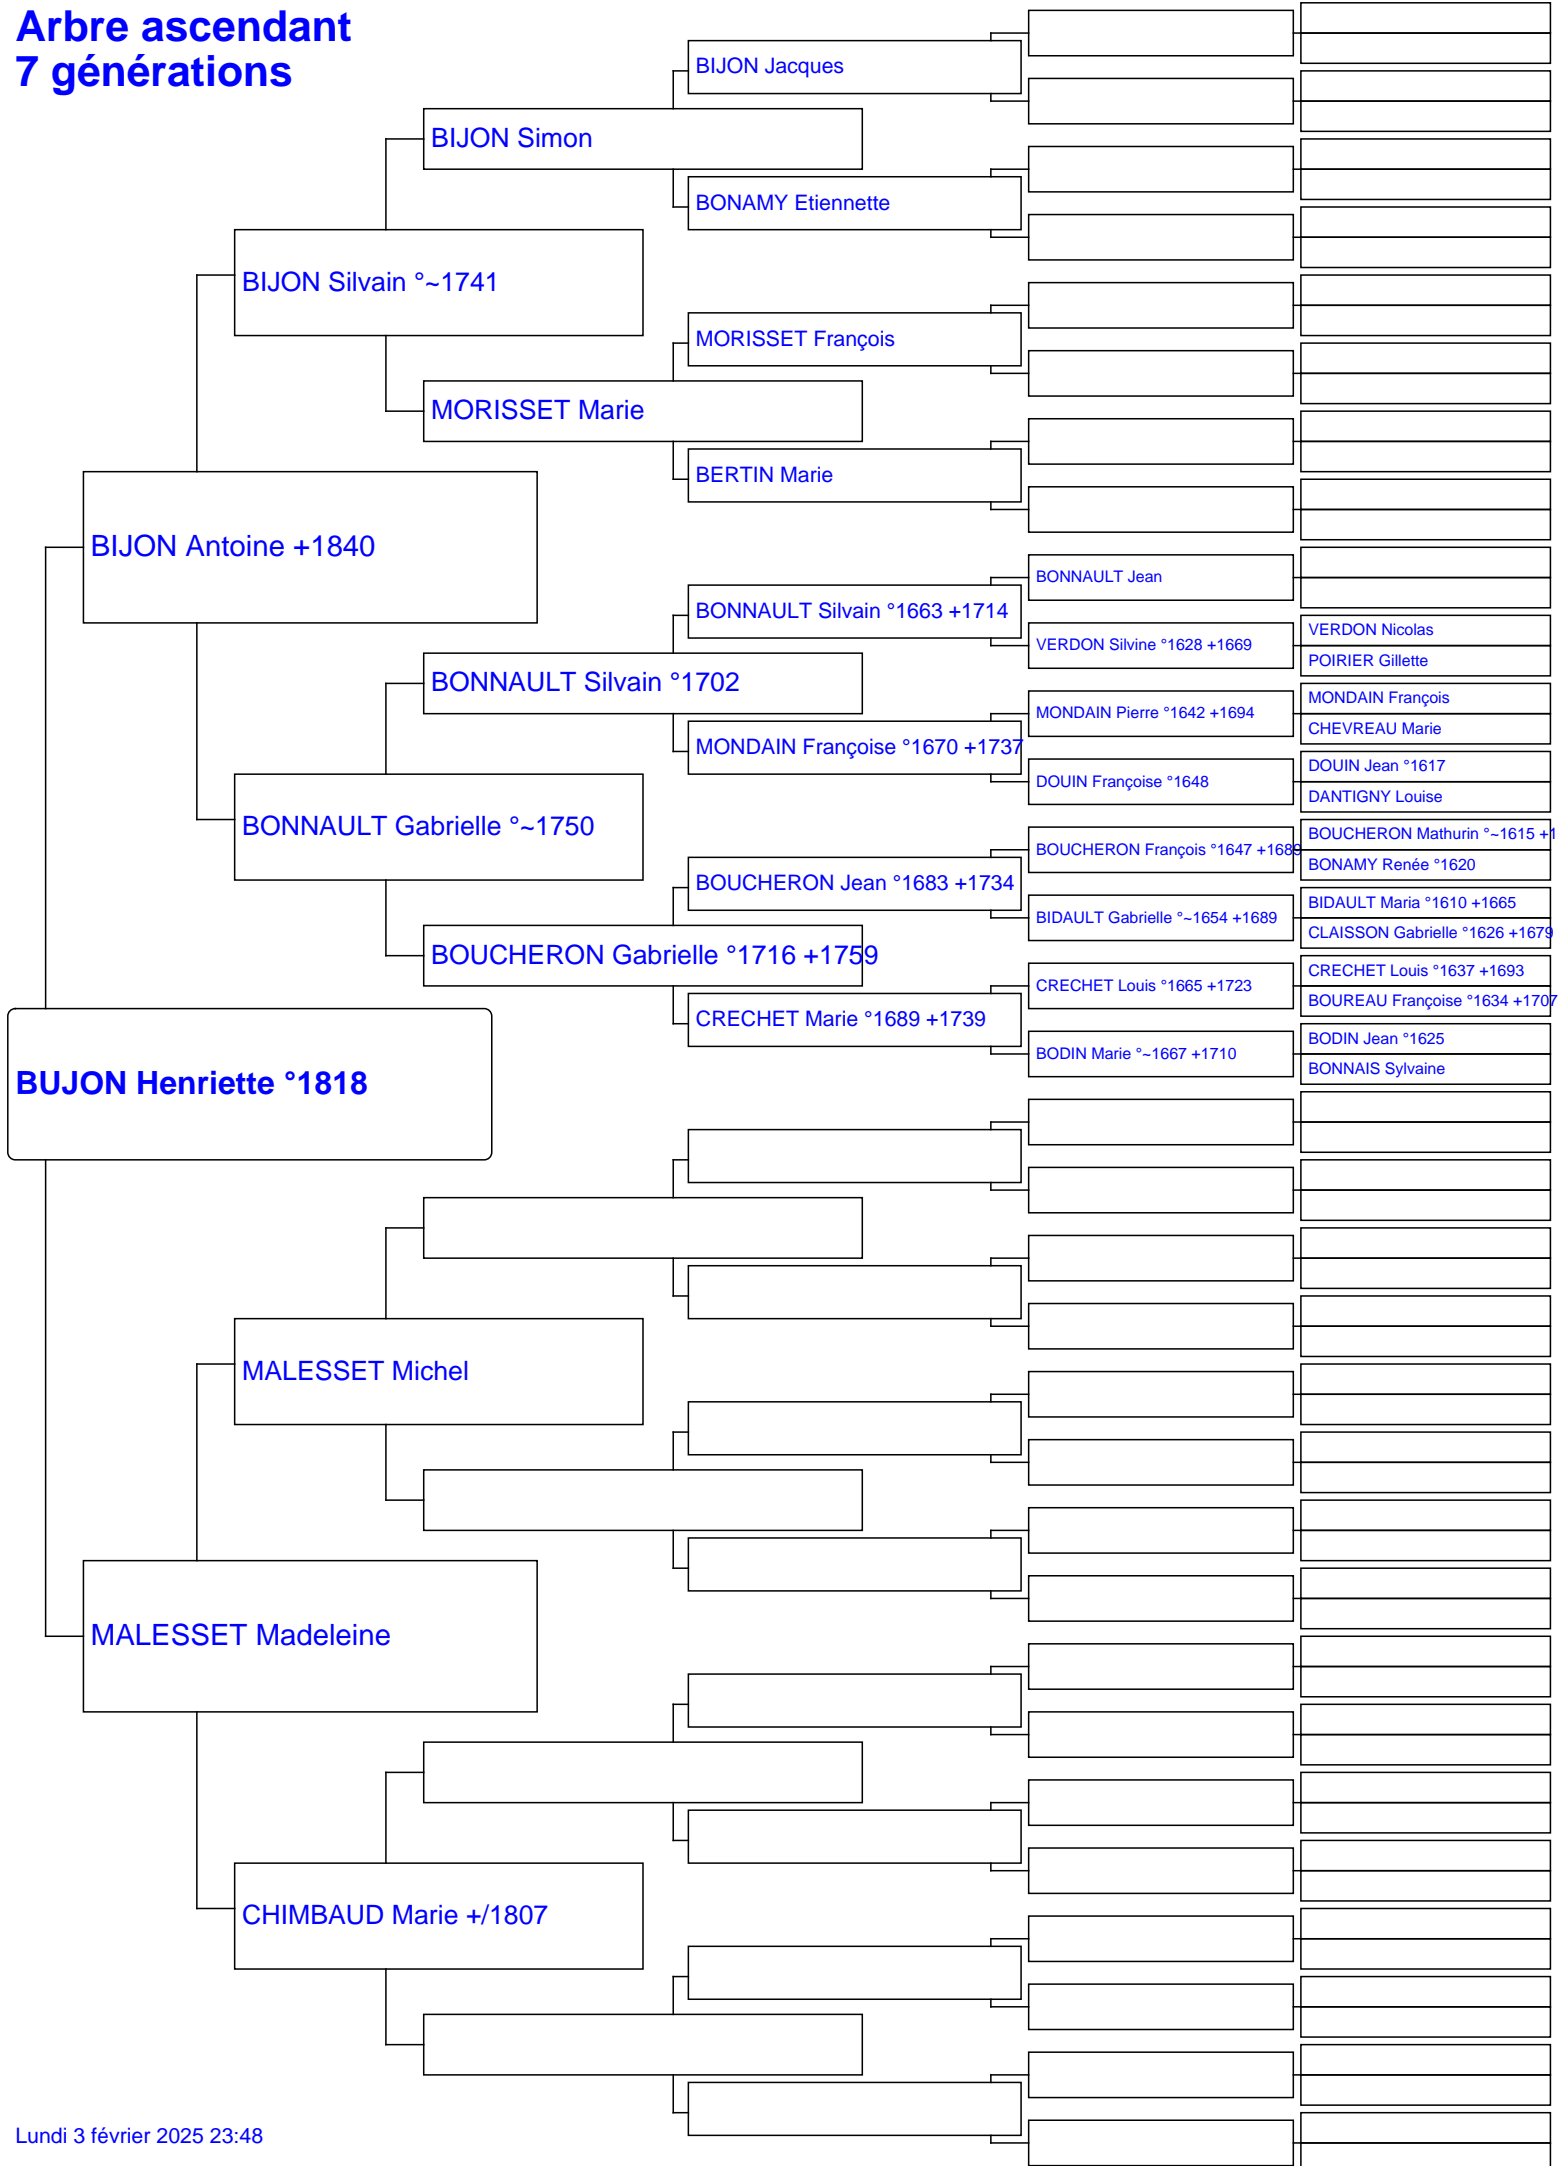 Arbre ascendant
7 générations
BIJON Jacques
BIJON Simon
BONAMY Etiennette
BIJON Silvain °~1741
MORISSET François
MORISSET Marie
BERTIN Marie
BIJON Antoine +1840
BONNAULT Jean
BONNAULT Silvain °1663 +1714
VERDON Nicolas
VERDON Silvine °1628 +1669
POIRIER Gillette
BONNAULT Silvain °1702
MONDAIN François
MONDAIN Pierre °1642 +1694
CHEVREAU Marie
MONDAIN Françoise °1670 +1737
DOUIN Jean °1617
DOUIN Françoise °1648
DANTIGNY Louise
BONNAULT Gabrielle °~1750
BOUCHERON Mathurin °~1615 +1
BOUCHERON François °1647 +1689
BONAMY Renée °1620
BOUCHERON Jean °1683 +1734
BIDAULT Maria °1610 +1665
BIDAULT Gabrielle °~1654 +1689
CLAISSON Gabrielle °1626 +1679
BOUCHERON Gabrielle °1716 +1759
CRECHET Louis °1637 +1693
CRECHET Louis °1665 +1723
BOUREAU Françoise °1634 +1707
CRECHET Marie °1689 +1739
BODIN Jean °1625
BODIN Marie °~1667 +1710
BONNAIS Sylvaine
BUJON Henriette °1818
MALESSET Michel
MALESSET Madeleine
CHIMBAUD Marie +/1807
Lundi 3 février 2025 23:48